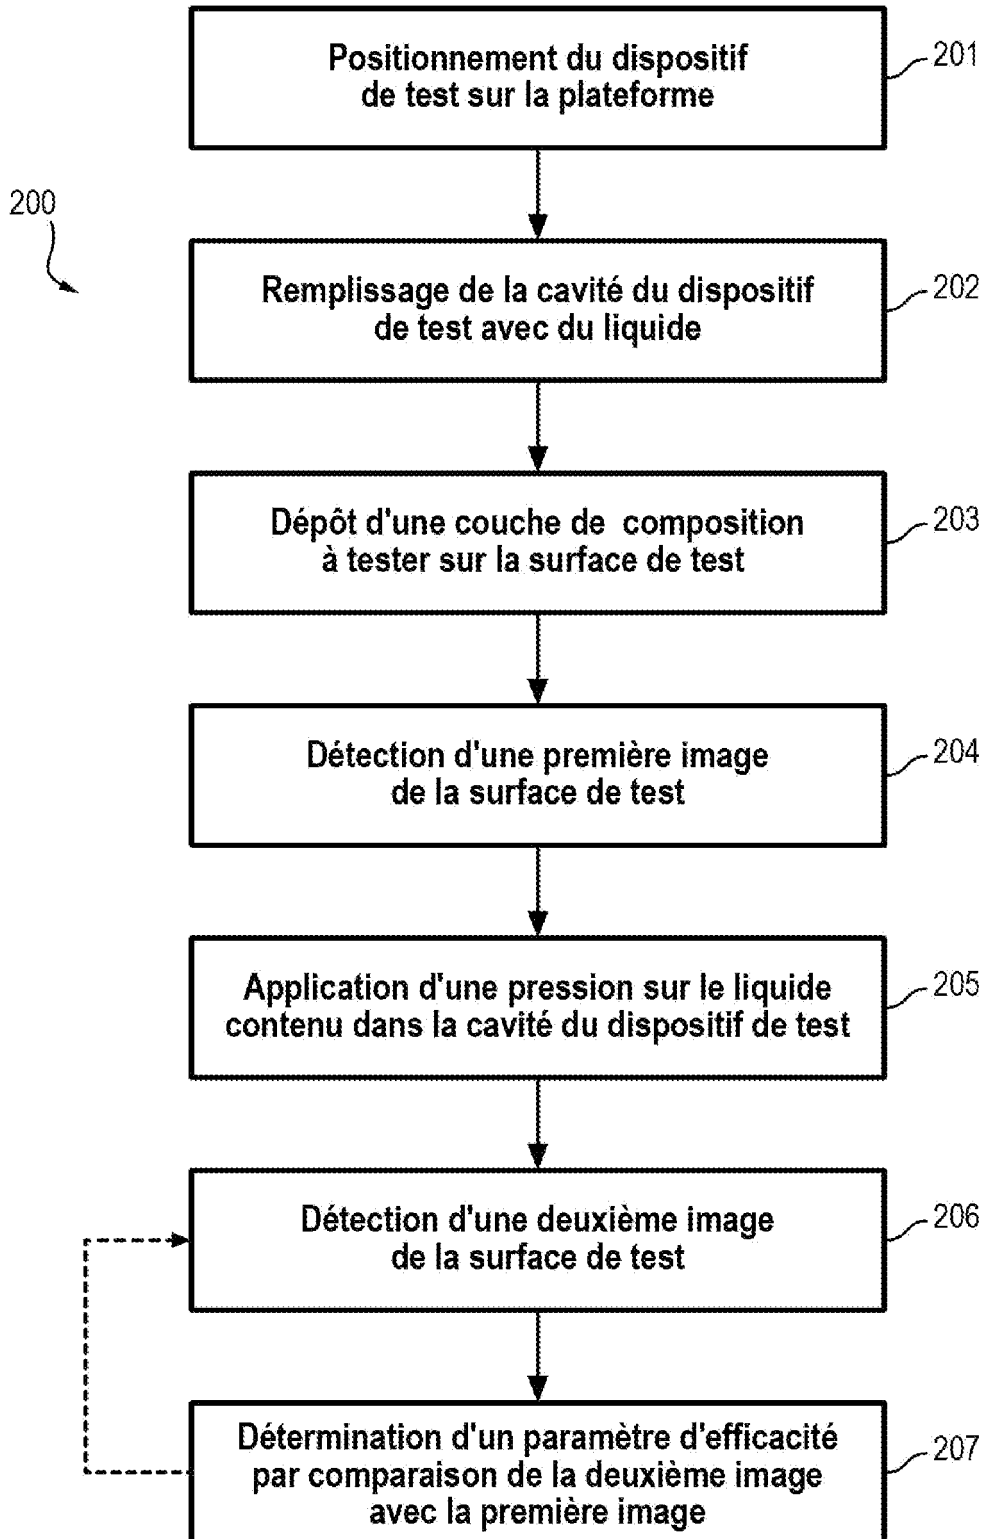 Positionnement du dispositif
de test sur la plateforme
201
200
Remplissage de la cavité du dispositif
de test avec du liquide
202
Dépôt d'une couche de composition
à tester sur la surface de test
203
Détection d'une première image
de la surface de test
204
Application d'une pression sur le liquide
contenu dans la cavité du dispositif de test
205
Détection d'une deuxième image
de la surface de test
206
Détermination d'un paramètre d'efficacité
par comparaison de la deuxième image
avec la première image
207